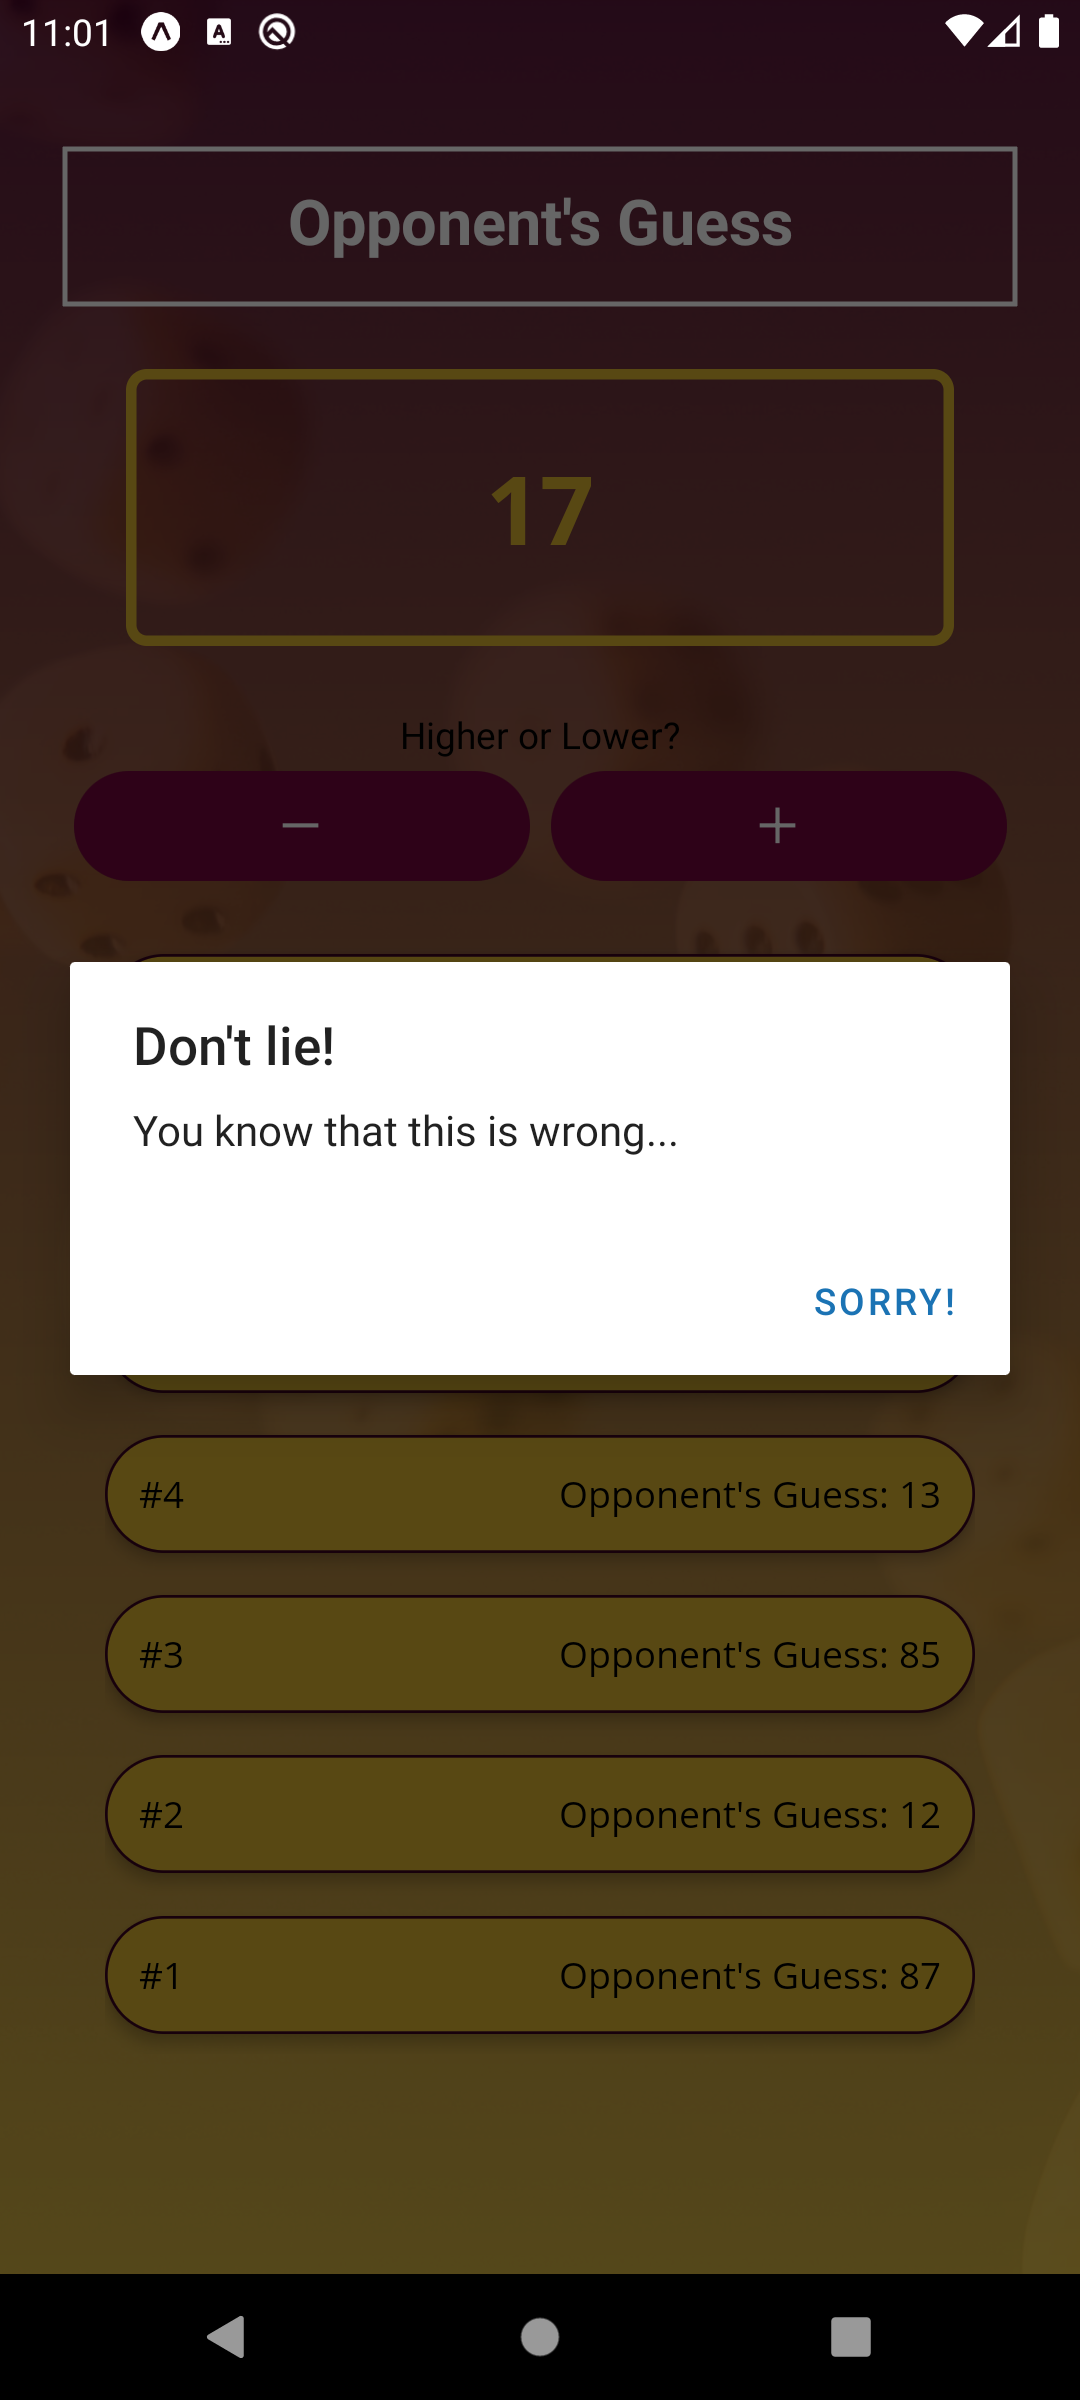 11:01
Opponent's Guess
17
Higher or Lower?
Don't lie!
You know that this is wrong...
SORRY!
#4 Opponent's Guess: 13
#3 Opponent's Guess: 85
#2 Opponent's Guess: 12
#1 Opponent's Guess: 87